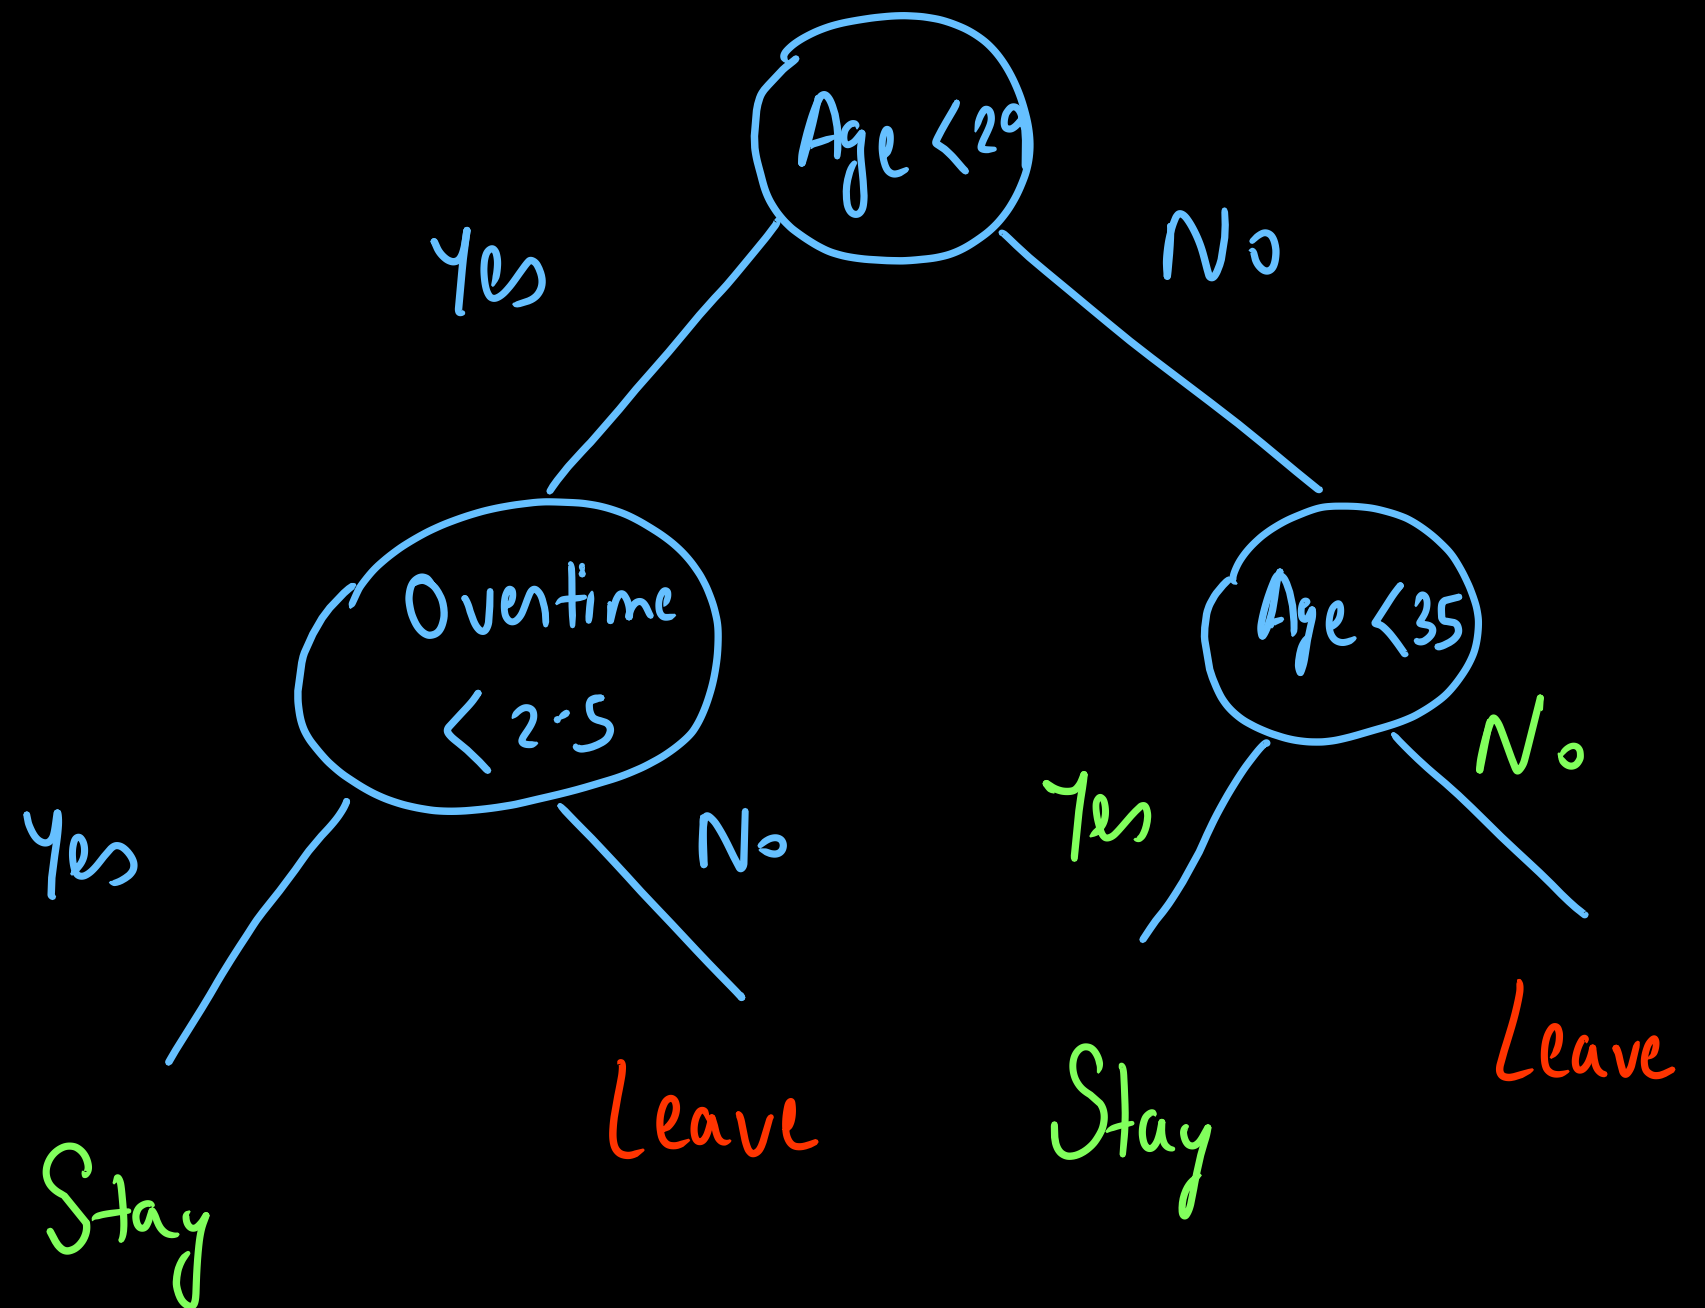 Age <29
Yes
No
Overtime
< 2.5
Age <35
Yes
No
Yes
No
Stay
Leave
Stay
Leave